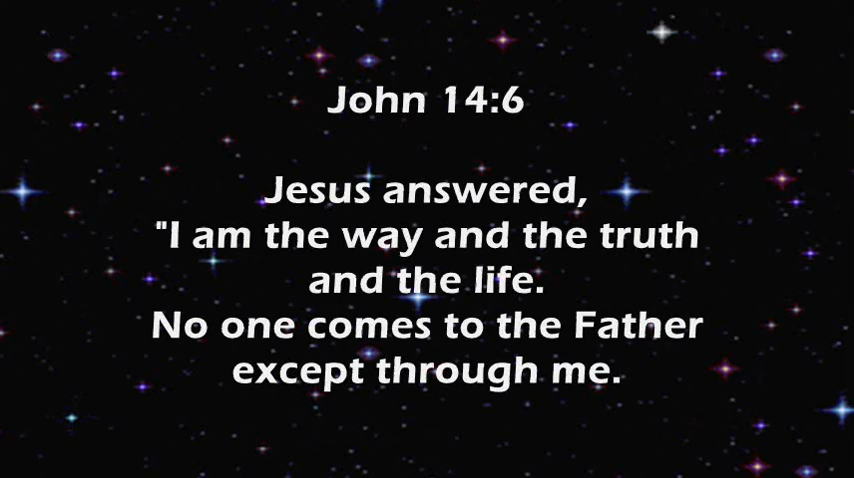 John 14:6
Jesus answered,
"I am the way and the truth
and the life.
No one comes to the Father
except through me.